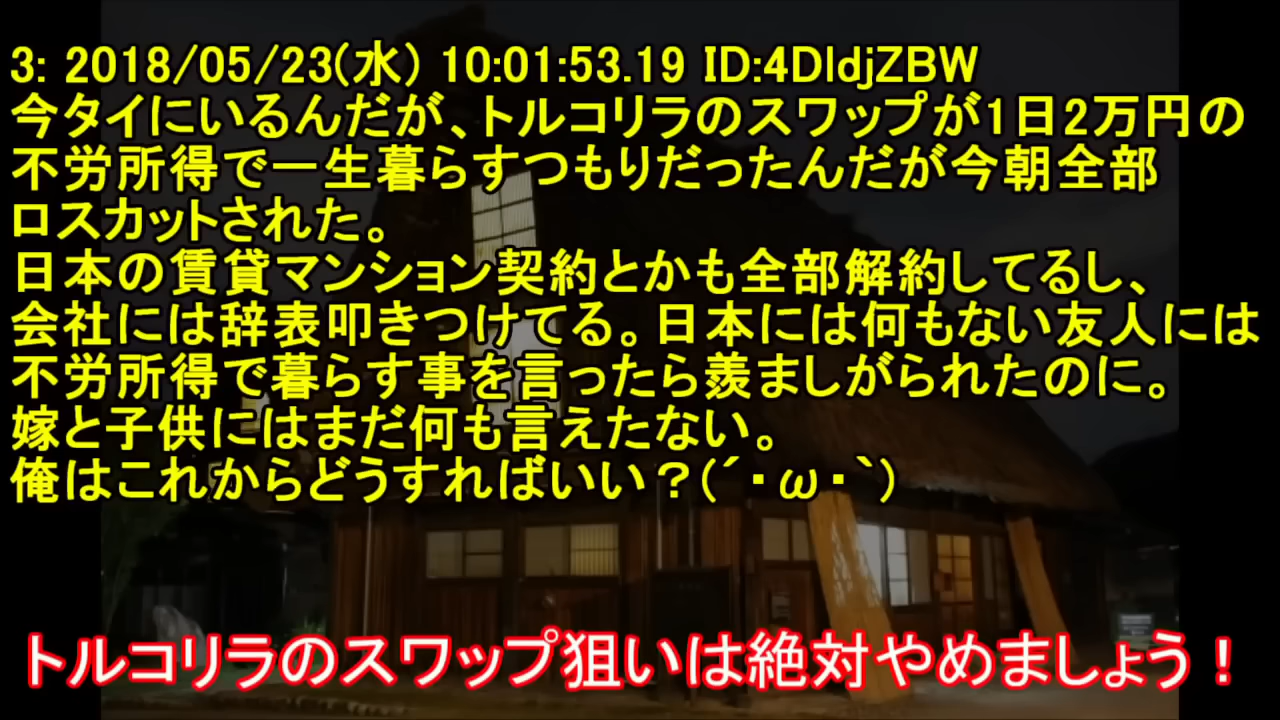 3: 2018/05/23(水) 10:01:53.19 ID:4DldjZBW
今タイにいるんだが、トルコリラのスワップが1日2万円の
不労所得で一生暮らすつもりだったんだが今朝全部
ロスカットされた。
日本の賃貸マンション契約とかも全部解約してるし、
会社には辞表叩きつけてる。日本には何もない友人には
不労所得で暮らす事を言ったら羨ましがられたのに。
嫁と子供にはまだ何も言えたない。
俺はこれからどうすればいい？(´・ω・`)
トルコリラのスワップ狙いは絶対やめましょう！